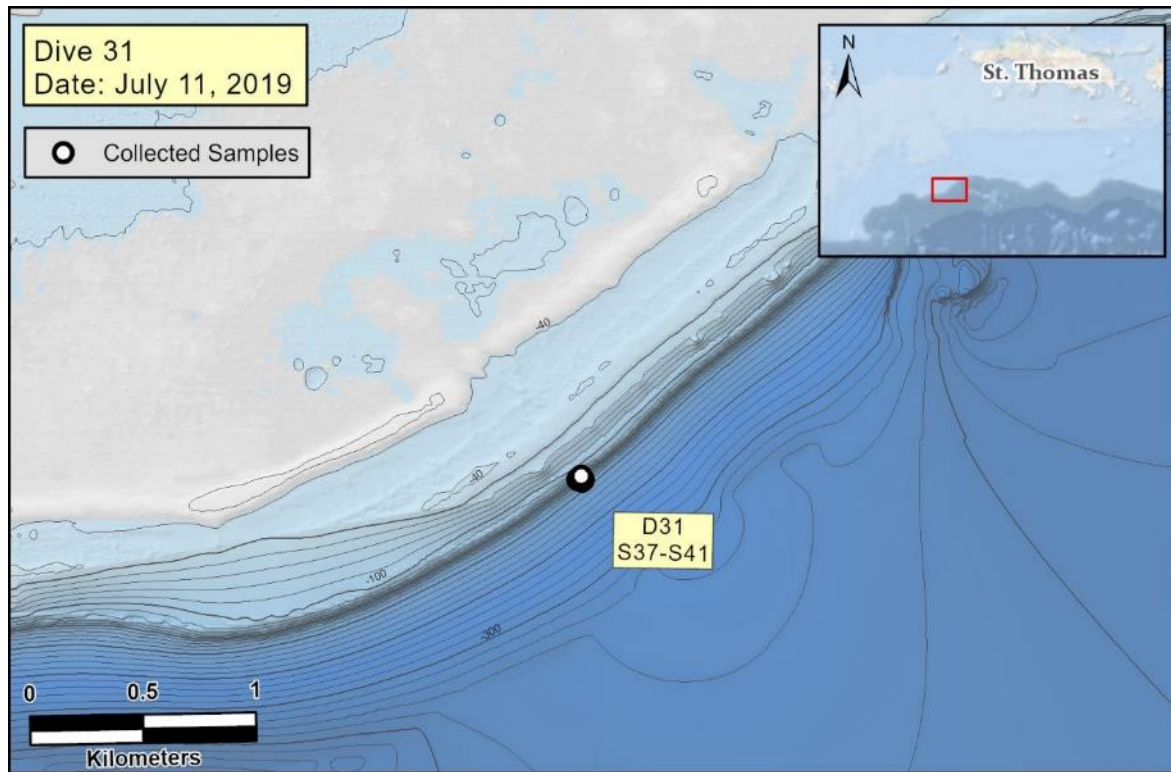 Dive 31
Date: July 11, 2019
Collected Samples
N
St. Thomas
-40
-40
D31
S37-S41
-100
-300
0 0.5 1
Kilometers